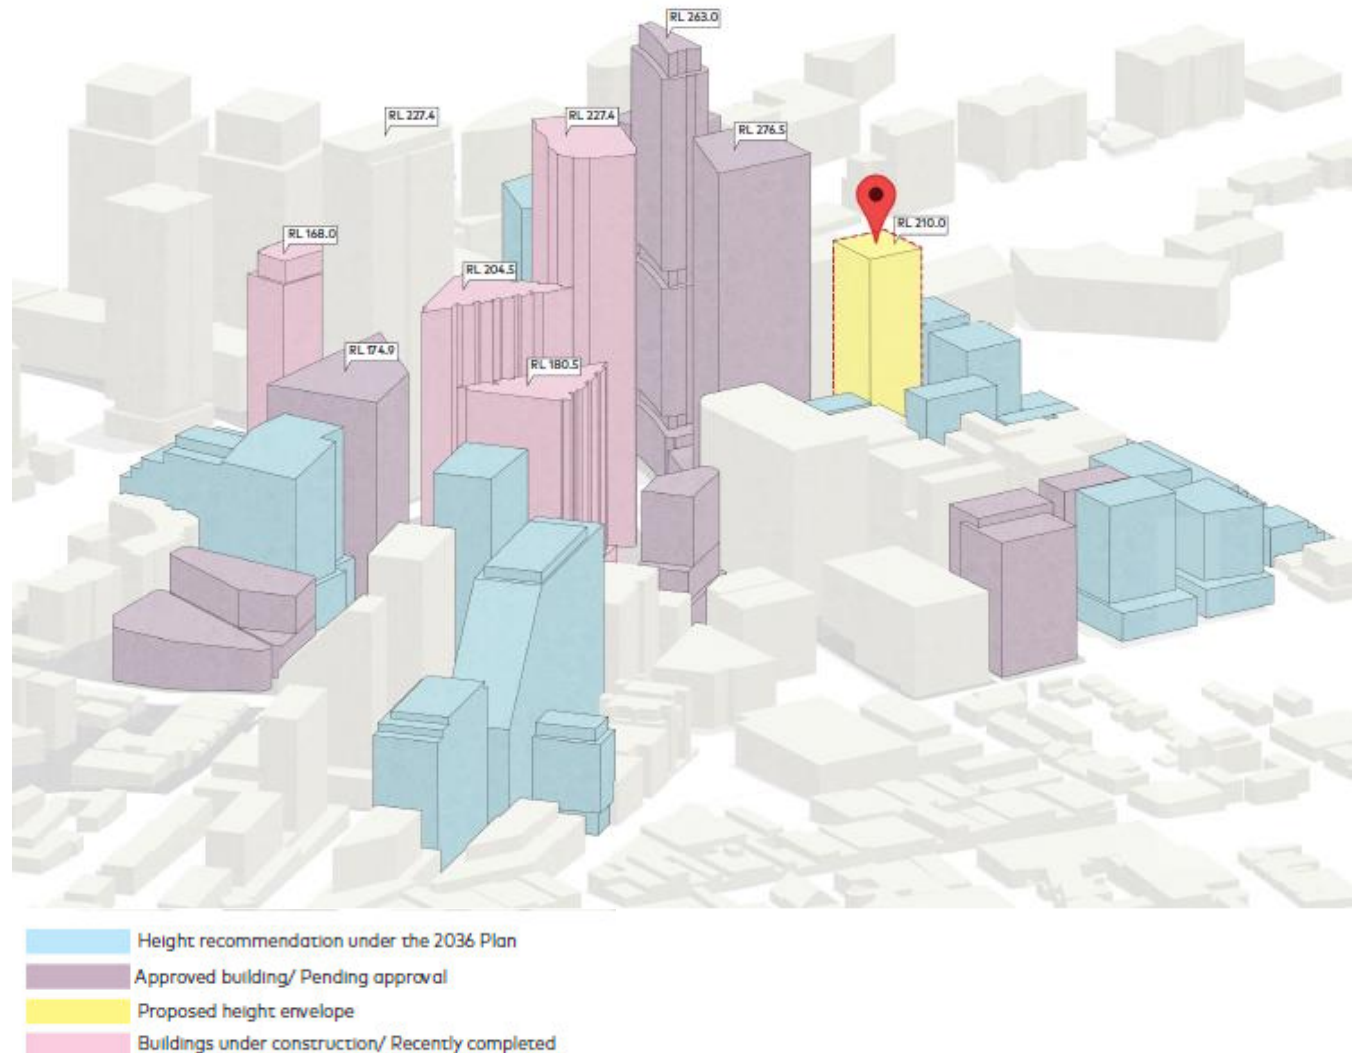 RL 263.0
RL 227.4
RL 227.4
RL 276.5
RL 210.0
RL 168.0
RL 204.5
RL 174.9
RL 180.5
Height recommendation under the 2036 Plan
Approved building/ Pending approval
Proposed height envelope
Buildings under construction/ Recently completed